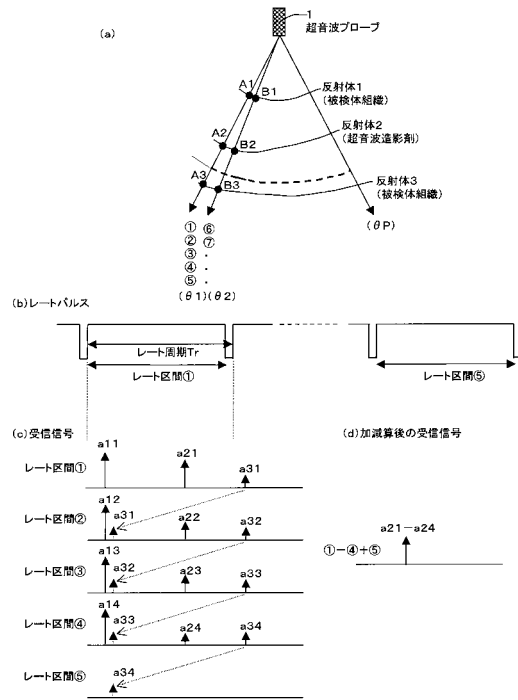 (a)
1
超音波プローブ
A1
B1
反射体1
(被検体組織)
A2
B2
反射体2
(超音波造影剤)
A3
B3
反射体3
(被検体組織)
① ⑥
② ⑦
③ ・
④ ・
⑤ ・
(θ1)(θ2)
(θP)
(b)レートパルス
レート周期Tr
レート区間①
レート区間⑤
(c)受信信号
(d)加減算後の受信信号
レート区間①
a11
a21
a31
レート区間②
a12
a31
a22
a32
レート区間③
a13
a32
a23
a33
レート区間④
a14
a33
a24
a34
レート区間⑤
a34
①−④+⑤
a21−a24